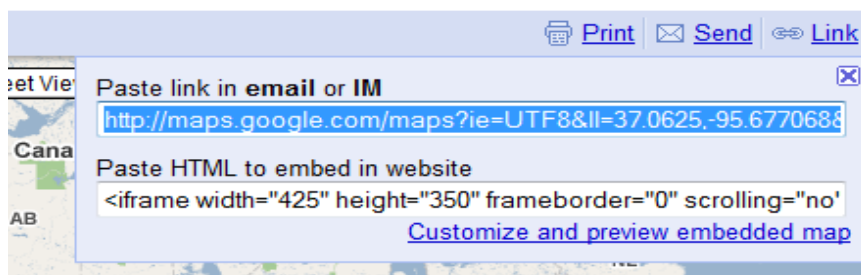 Print Send Link
eet Vie
Paste link in email or IM
http://maps.google.com/maps?ie=UTF8&ll=37.0625,-95.677068&
Cana
Paste HTML to embed in website
<iframe width="425" height="350" frameborder="0" scrolling="no"
AB
Customize and preview embedded map